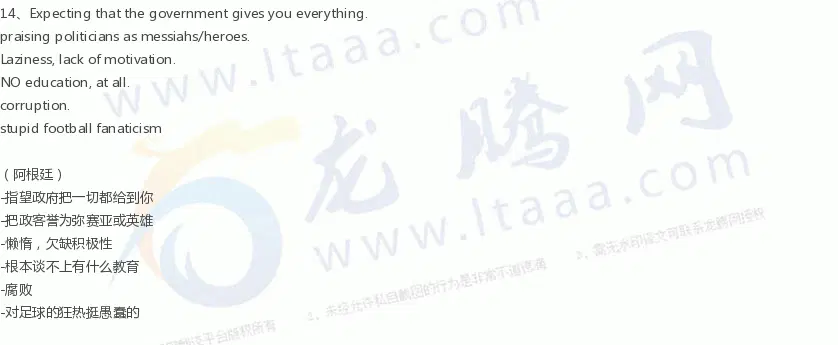 14、Expecting that the government gives you everything.
praising politicians as messiahs/heroes.
Laziness, lack of motivation.
NO education, at all.
corruption.
stupid football fanaticism
（阿根廷）
-指望政府把一切都给到你
-把政客誉为弥赛亚或英雄
-懒惰，欠缺积极性
-根本谈不上有什么教育
-腐败
-对足球的狂热挺愚蠢的
www.ltaaa.com
龙腾网
www.ltaaa.com